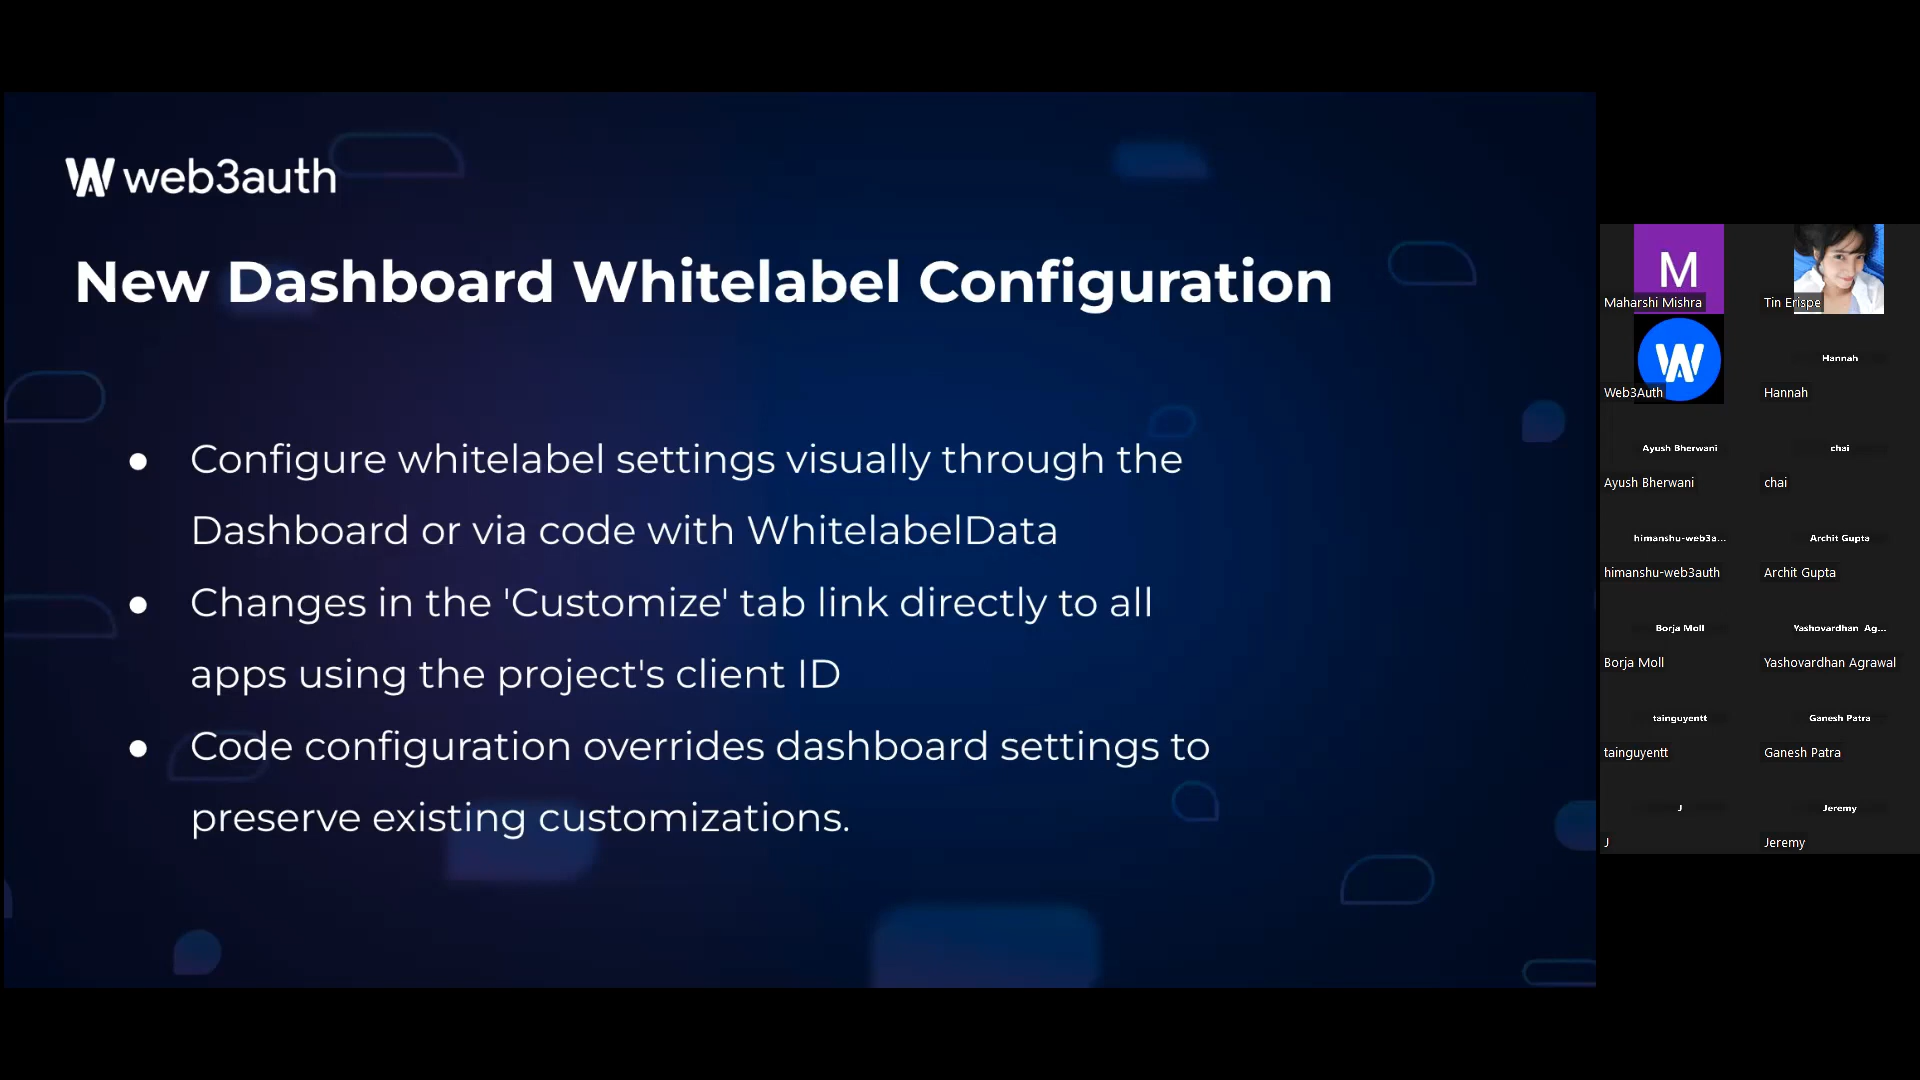 web3auth
New Dashboard Whitelabel Configuration
● Configure whitelabel settings visually through the
Dashboard or via code with WhitelabelData
● Changes in the 'Customize' tab link directly to all
apps using the project's client ID
● Code configuration overrides dashboard settings to
preserve existing customizations.
M
Maharshi Mishra
Tin Erispe
Web3Auth
Hannah
Hannah
Ayush Bherwani
Ayush Bherwani
chai
chai
himanshu-web3a...
himanshu-web3auth
Archit Gupta
Archit Gupta
Borja Moll
Borja Moll
Yashovardhan Ag...
Yashovardhan Agrawal
tainguyentt
tainguyentt
Ganesh Patra
Ganesh Patra
J
J
Jeremy
Jeremy